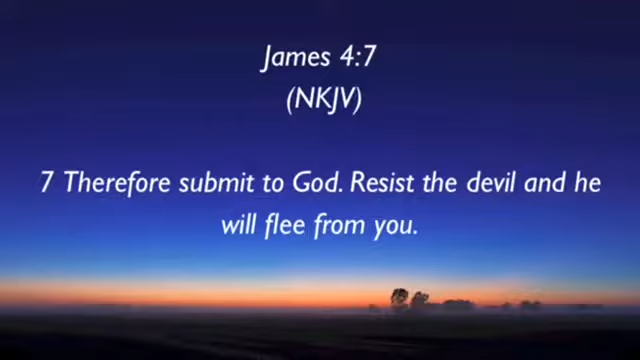 James 4:7
(NKJV)
7 Therefore submit to God. Resist the devil and he
will flee from you.